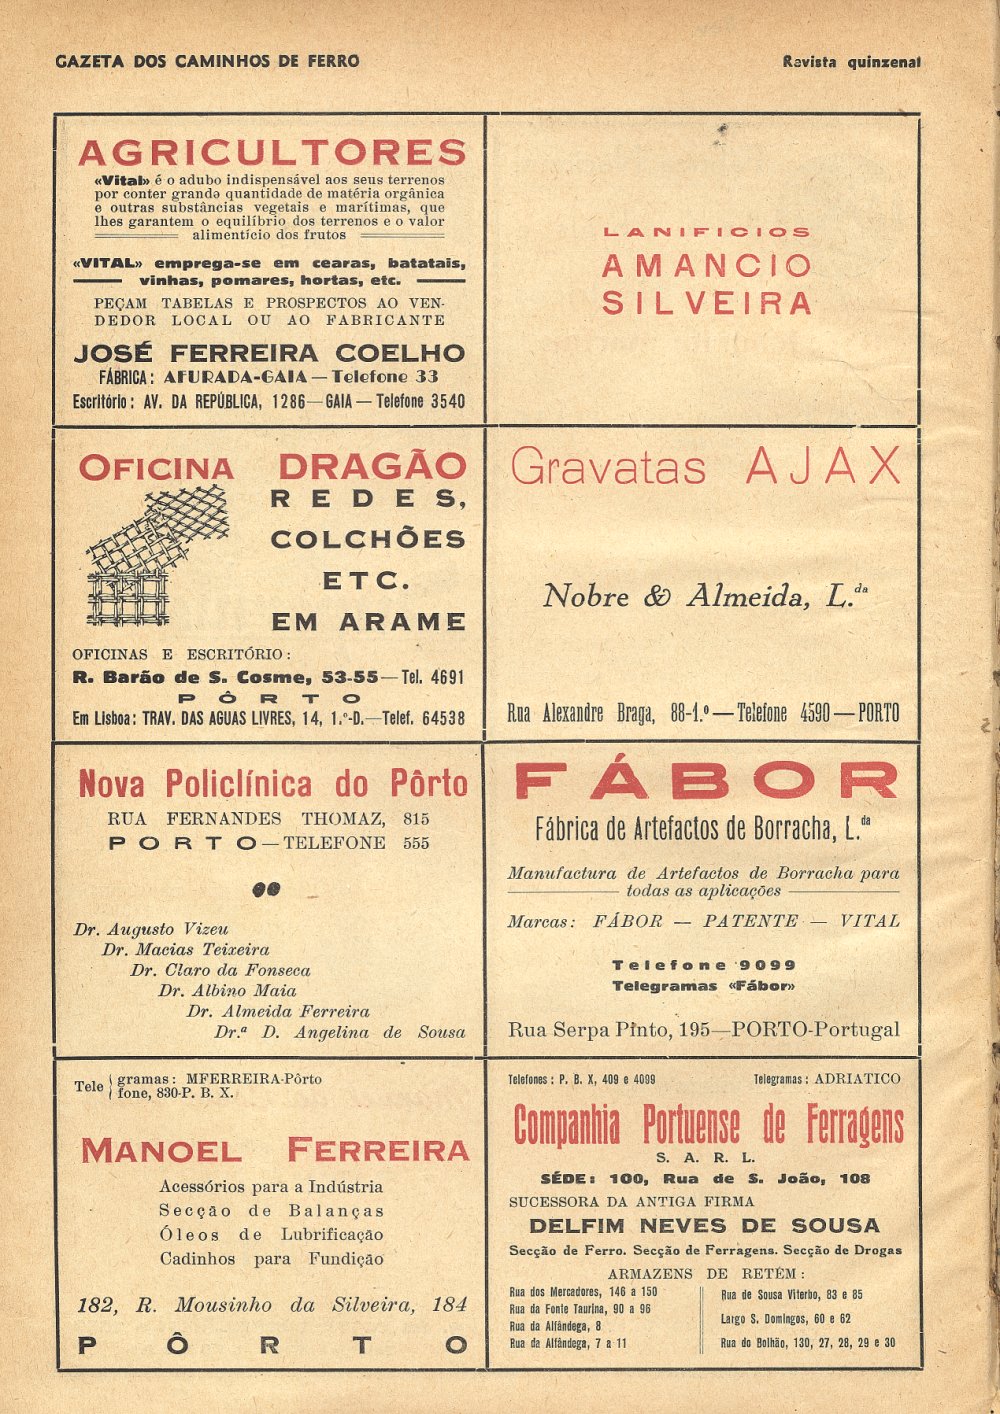 GAZETA DOS CAMINHOS DE FERRO
Revista quinzenal
AGRICULTORES
«Vital» é o adubo indispensável aos seus terrenos
por conter grande quantidade de matéria orgânica
e outras substâncias vegetais e marítimas, que
lhes garantem o equilíbrio dos terrenos e o valor
alimentício dos frutos
«VITAL» emprega-se em cearas, batatais,
vinhas, pomares, hortas, etc.
PEÇAM TABELAS E PROSPECTOS AO VEN-
DEDOR LOCAL OU AO FABRICANTE
JOSÉ FERREIRA COELHO
FÁBRICA: AFURADA-GAIA — Telefone 33
Escritório: AV. DA REPÚBLICA, 1286—GAIA — Telefone 3540
LANIFICIOS
AMANCIO
SILVEIRA
OFICINA DRAGÃO
REDES,
COLCHÕES
ETC.
EM ARAME
OFICINAS E ESCRITÓRIO:
R. Barão de S. Cosme, 53-55—Tel. 4691
PÔRTO
Em Lisboa: TRAV. DAS AGUAS LIVRES, 14, 1.º-D.—Telef. 64538
Gravatas AJAX
Nobre & Almeida, L.da
Rua Alexandre Braga, 88-1.º — Telefone 4590 — PORTO
Nova Policlínica do Pôrto
RUA FERNANDES THOMAZ, 815
PORTO—TELEFONE 555
Dr. Augusto Vizeu
Dr. Macias Teixeira
Dr. Claro da Fonseca
Dr. Albino Maia
Dr. Almeida Ferreira
Dr.ª D. Angelina de Sousa
FÁBOR
Fábrica de Artefactos de Borracha, L.da
Manufactura de Artefactos de Borracha para
todas as aplicações
Marcas: FÁBOR — PATENTE — VITAL
Telefone 9099
Telegramas «Fábor»
Rua Serpa Pinto, 195—PORTO-Portugal
Tele { gramas: MFERREIRA-Pôrto
fone, 830-P. B. X.
MANOEL FERREIRA
Acessórios para a Indústria
Secção de Balanças
Óleos de Lubrificação
Cadinhos para Fundição
182, R. Mousinho da Silveira, 184
PÔRTO
Telefones: P. B. X, 409 e 4099
Telegramas: ADRIATICO
Companhia Portuense de Ferragens
S. A. R. L.
SÉDE: 100, Rua de S. João, 108
SUCESSORA DA ANTIGA FIRMA
DELFIM NEVES DE SOUSA
Secção de Ferro. Secção de Ferragens. Secção de Drogas
ARMAZENS DE RETÉM:
Rua dos Mercadores, 146 a 150
Rua da Fonte Taurina, 90 a 96
Rua da Alfândega, 8
Rua da Alfândega, 7 a 11
Rua de Sousa Viterbo, 83 e 85
Largo S. Domingos, 60 e 62
Rua do Bolhão, 130, 27, 28, 29 e 30